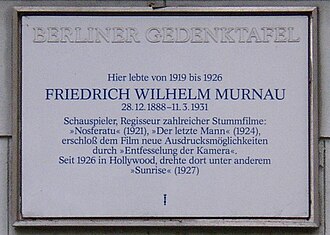 BERLINER GEDENKTAFEL
Hier lebte von 1919 bis 1926
FRIEDRICH WILHELM MURNAU
28.12.1888–11.3.1931
Schauspieler, Regisseur zahlreicher Stummfilme:
»Nosferatu« (1921), »Der letzte Mann« (1924),
erschloß dem Film neue Ausdrucksmöglichkeiten
durch »Entfesselung der Kamera«.
Seit 1926 in Hollywood, drehte dort unter anderem
»Sunrise« (1927)